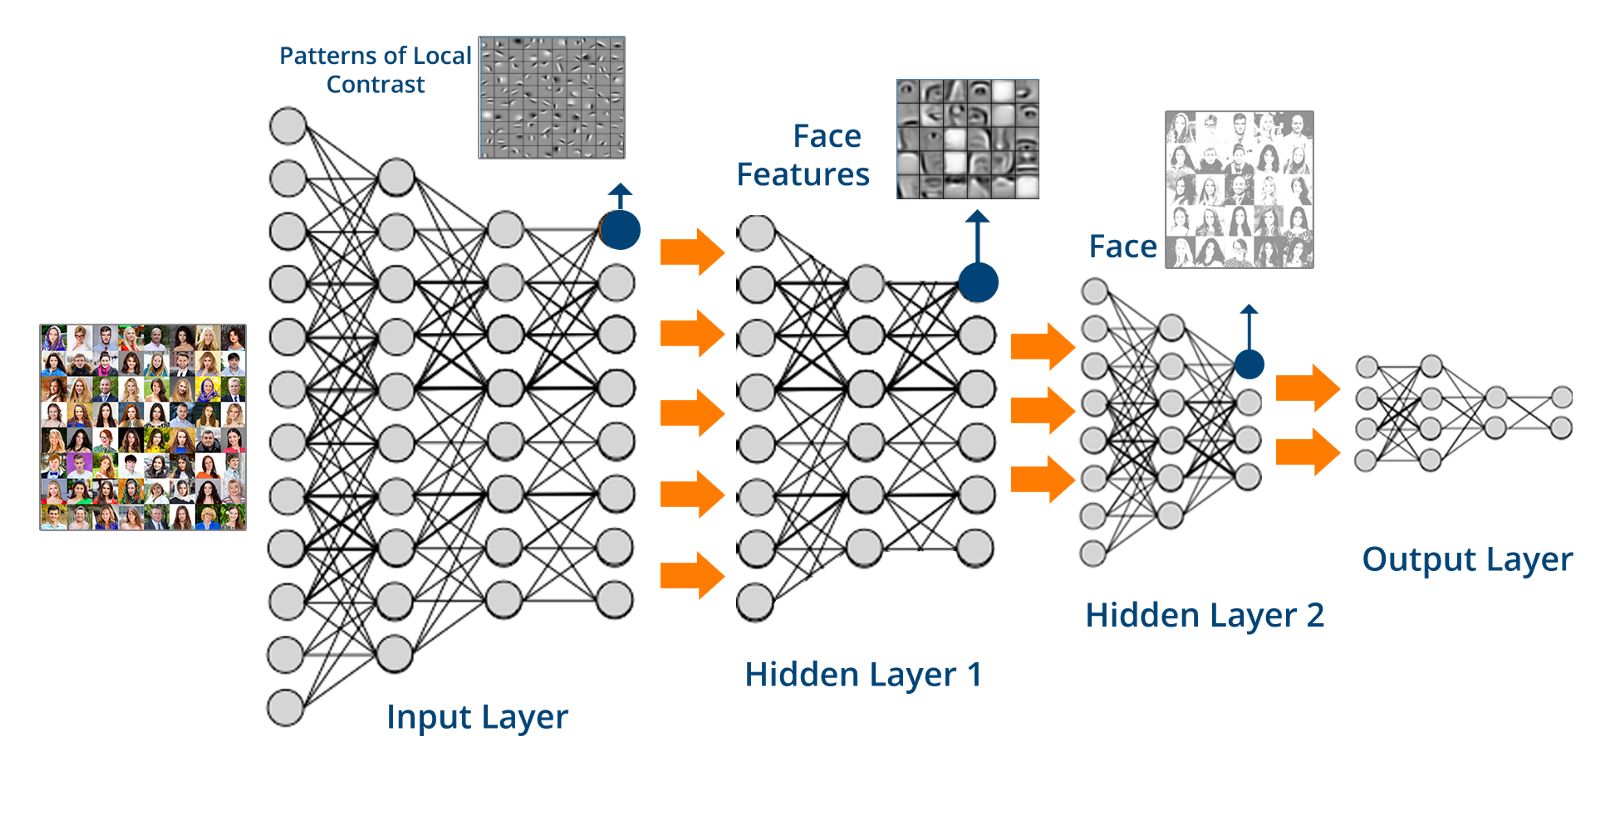 Patterns of Local
Contrast
Face
Features
Face
Input Layer
Hidden Layer 1
Hidden Layer 2
Output Layer